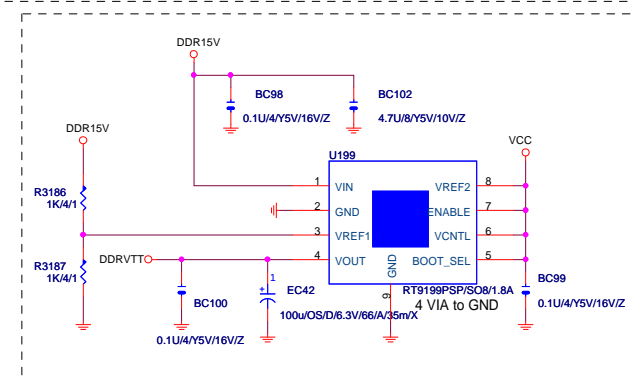 DDR15V
BC98
0.1U/4/Y5V/16V/Z
BC102
4.7U/8/Y5V/10V/Z
DDR15V
VCC
U199
R3186
1K/4/1
1 VIN VREF2 8
2 GND ENABLE 7
3 VREF1 VCNTL 6
DDRVTT 4 VOUT BOOT_SEL 5
GND
9
R3187
1K/4/1
BC100
0.1U/4/Y5V/16V/Z
+ 1
EC42
100u/OS/D/6.3V/66/A/35m/X
RT9199PSP/SO8/1.8A
4 VIA to GND
BC99
0.1U/4/Y5V/16V/Z